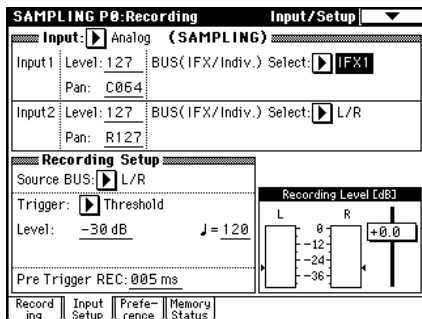 SAMPLING P0:Recording Input/Setup
Input: Analog (SAMPLING)
Input1 Level: 127 BUS(IFX/Indiv.) Select: IFX1
Pan: C064
Input2 Level: 127 BUS(IFX/Indiv.) Select: L/R
Pan: R127
Recording Setup
Source BUS: L/R
Trigger: Threshold
Level: -30 dB ♩=120
Pre Trigger REC: 005 ms
Recording Level [dB]
L R
0-
-12-
-24-
-36-
+0.0
Record
ing
Input
Setup
Prefe-
rence
Memory
Status